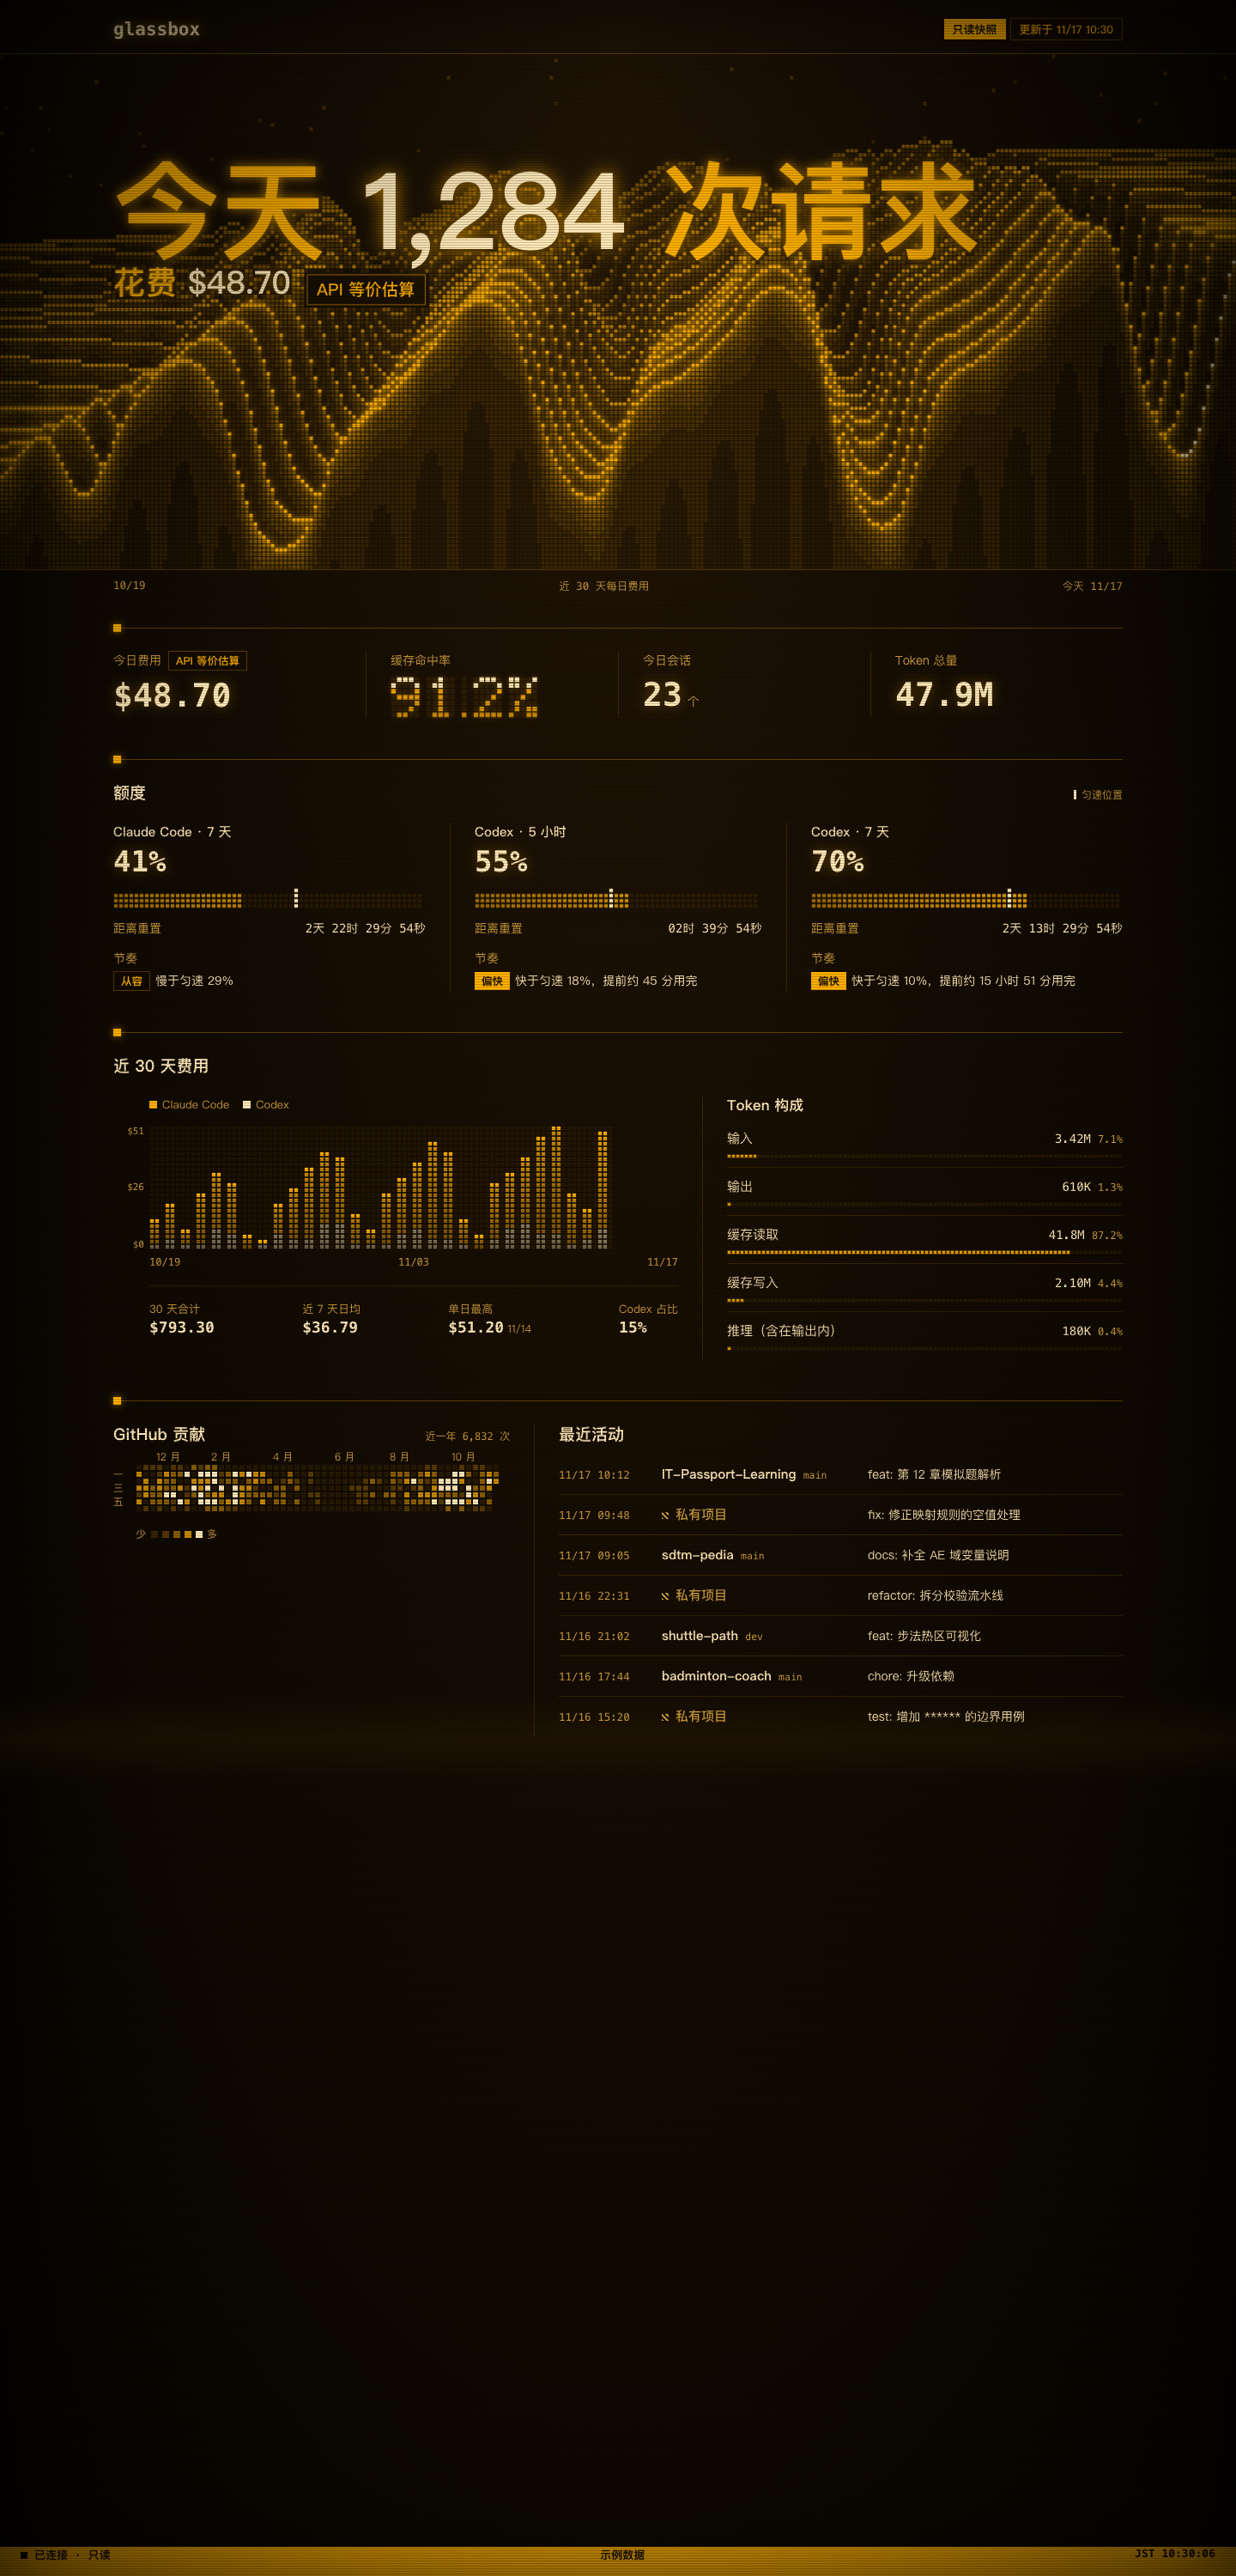 glassbox
只读快照 更新于 11/17 10:30
今天 1,284 次请求
花费 $48.70 API 等价估算
10/19 近 30 天每日费用 今天 11/17
今日费用 API 等价估算
$48.70
缓存命中率
91.2%
今日会话
23 个
Token 总量
47.9M
额度
匀速位置
Claude Code · 7 天
41%
距离重置 2天 22时 29分 54秒
节奏
从容 慢于匀速 29%
Codex · 5 小时
55%
距离重置 02时 39分 54秒
节奏
偏快 快于匀速 18%，提前约 45 分用完
Codex · 7 天
70%
距离重置 2天 13时 29分 54秒
节奏
偏快 快于匀速 10%，提前约 15 小时 51 分用完
近 30 天费用
Claude Code Codex
$51
$26
$0
10/19 11/03 11/17
30 天合计
$793.30
近 7 天日均
$36.79
单日最高
$51.20 11/14
Codex 占比
15%
Token 构成
输入 3.42M 7.1%
输出 610K 1.3%
缓存读取 41.8M 87.2%
缓存写入 2.10M 4.4%
推理（含在输出内） 180K 0.4%
GitHub 贡献
近一年 6,832 次
12 月 2 月 4 月 6 月 8 月 10 月
一
三
五
少 多
最近活动
11/17 10:12 IT-Passport-Learning main feat: 第 12 章模拟题解析
11/17 09:48 私有项目 fix: 修正映射规则的空值处理
11/17 09:05 sdtm-pedia main docs: 补全 AE 域变量说明
11/16 22:31 私有项目 refactor: 拆分校验流水线
11/16 21:02 shuttle-path dev feat: 步法热区可视化
11/16 17:44 badminton-coach main chore: 升级依赖
11/16 15:20 私有项目 test: 增加 ****** 的边界用例
已连接 · 只读
示例数据
JST 10:30:06